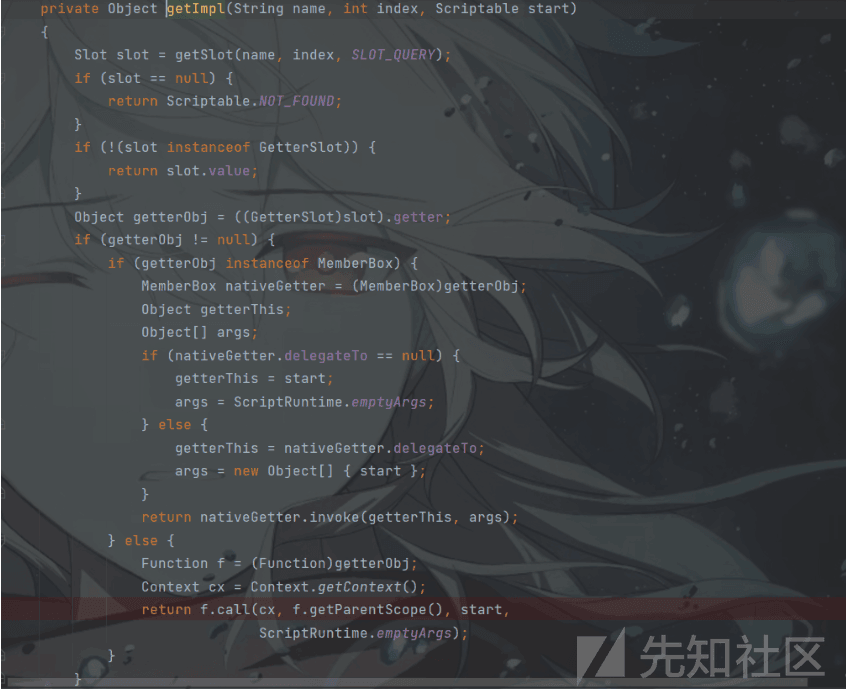 private Object getImpl(String name, int index, Scriptable start)
{
    Slot slot = getSlot(name, index, SLOT_QUERY);
    if (slot == null) {
        return Scriptable.NOT_FOUND;
    }
    if (!(slot instanceof GetterSlot)) {
        return slot.value;
    }
    Object getterObj = ((GetterSlot)slot).getter;
    if (getterObj != null) {
        if (getterObj instanceof MemberBox) {
            MemberBox nativeGetter = (MemberBox)getterObj;
            Object getterThis;
            Object[] args;
            if (nativeGetter.delegateTo == null) {
                getterThis = start;
                args = ScriptRuntime.emptyArgs;
            } else {
                getterThis = nativeGetter.delegateTo;
                args = new Object[] { start };
            }
            return nativeGetter.invoke(getterThis, args);
        } else {
            Function f = (Function)getterObj;
            Context cx = Context.getContext();
            return f.call(cx, f.getParentScope(), start,
                          ScriptRuntime.emptyArgs);
        }
    }
先知社区